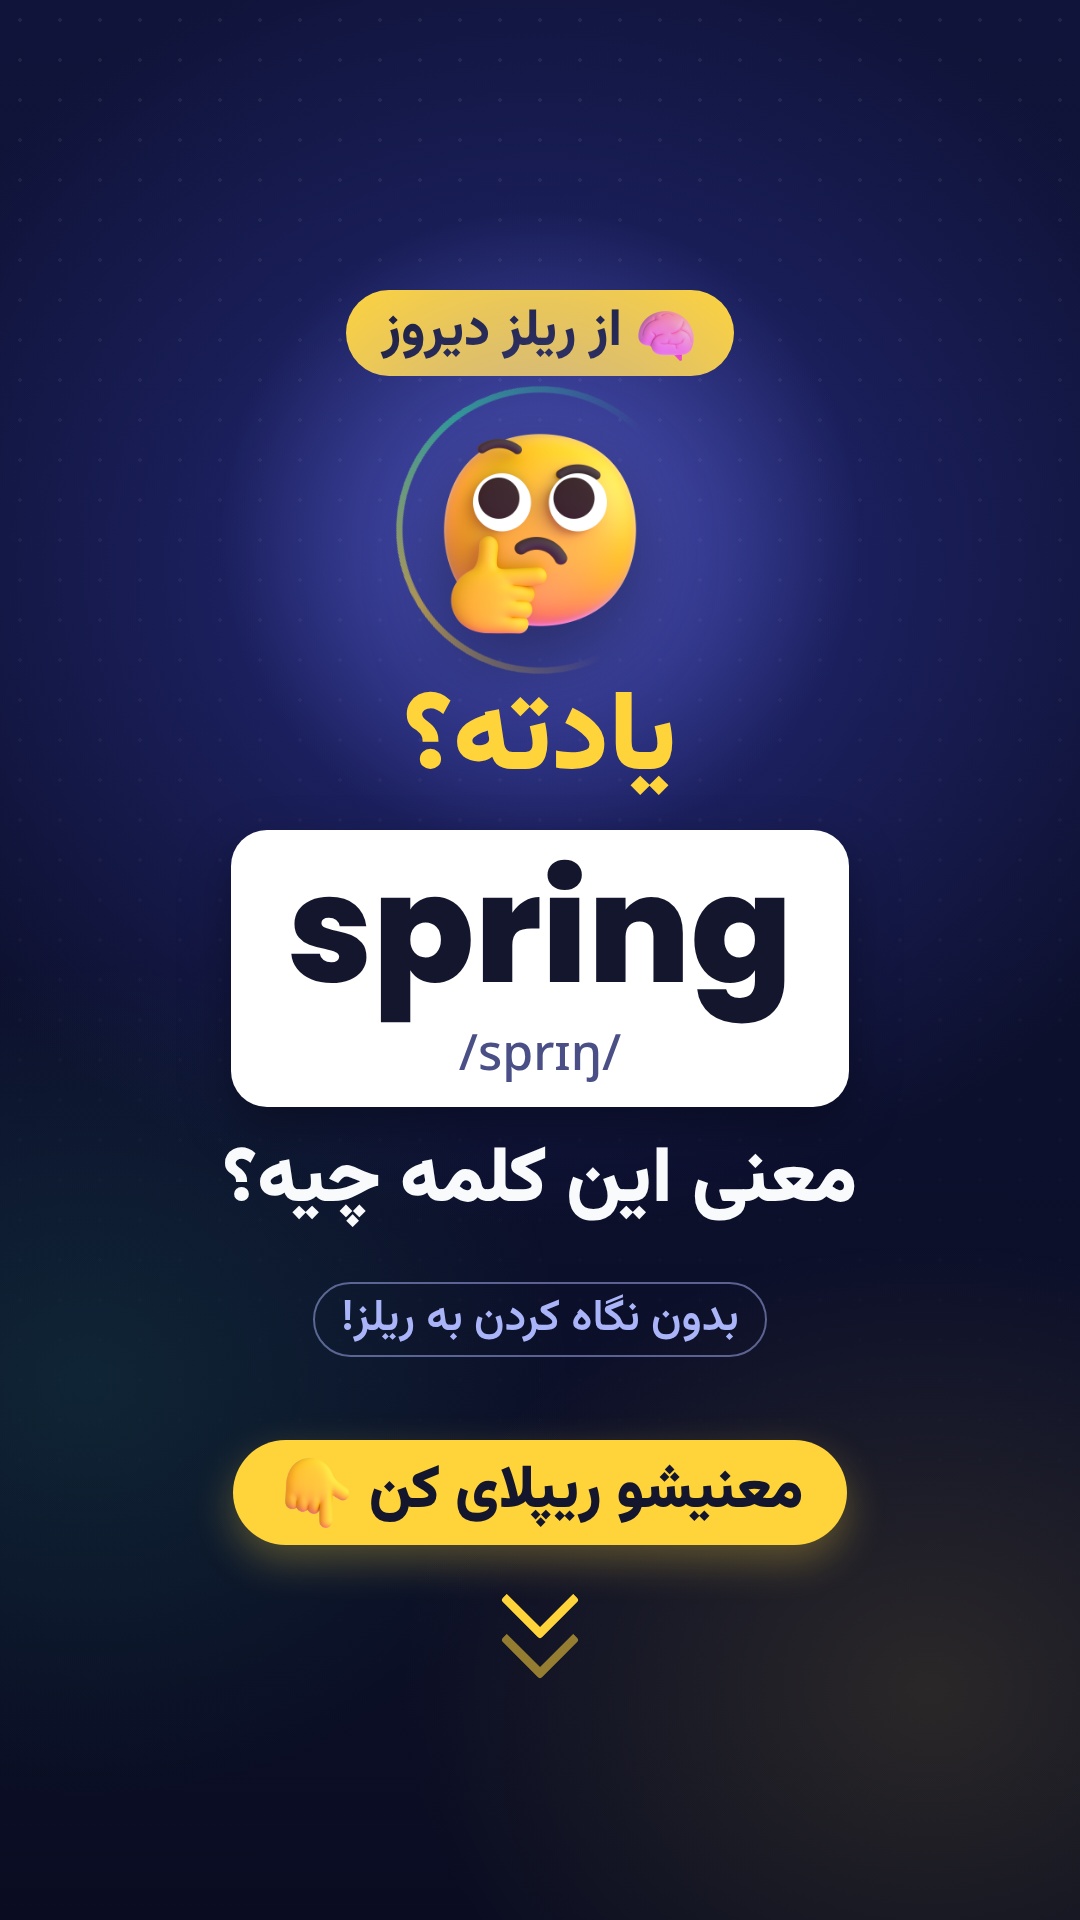 🧠 از ریلز دیروز
یادته؟
spring
/sprɪŋ/
معنی این کلمه چیه؟
بدون نگاه کردن به ریلز!
معنیشو ریپلای کن 👇